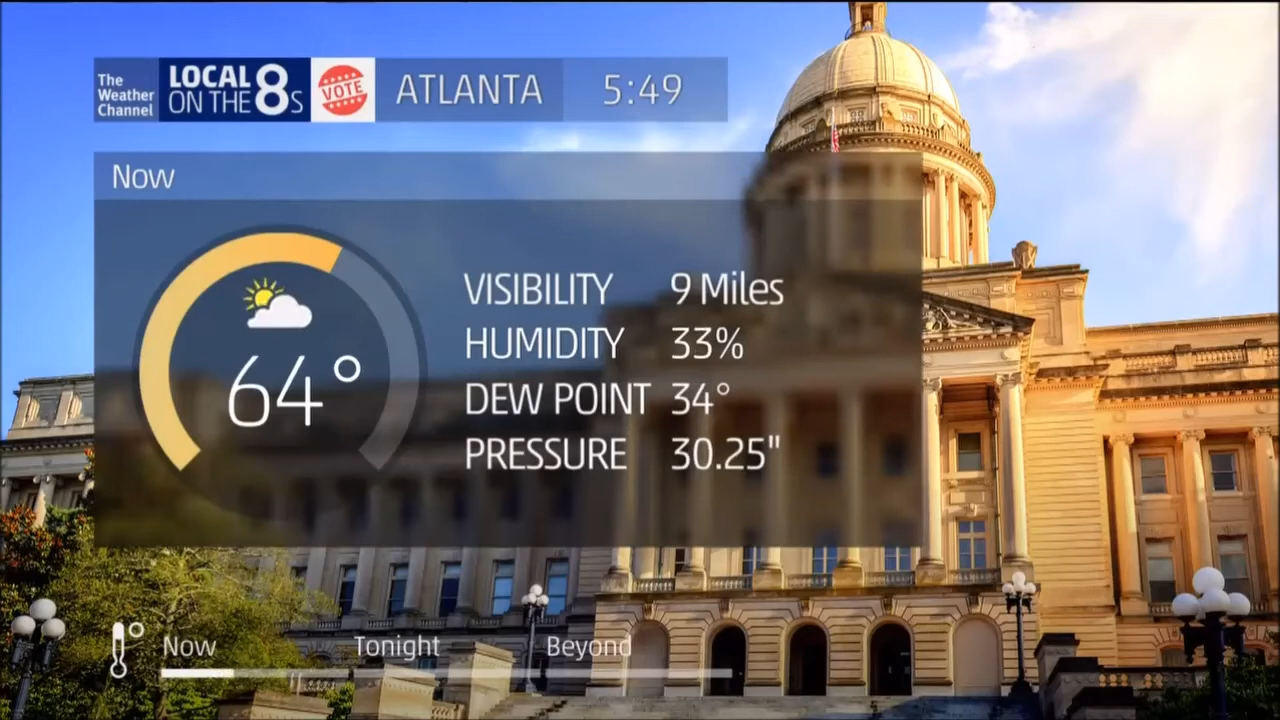 The Weather Channel
LOCAL ON THE 8s
VOTE
ATLANTA
5:49
Now
64°
VISIBILITY 9 Miles
HUMIDITY 33%
DEW POINT 34°
PRESSURE 30.25"
Now Tonight Beyond